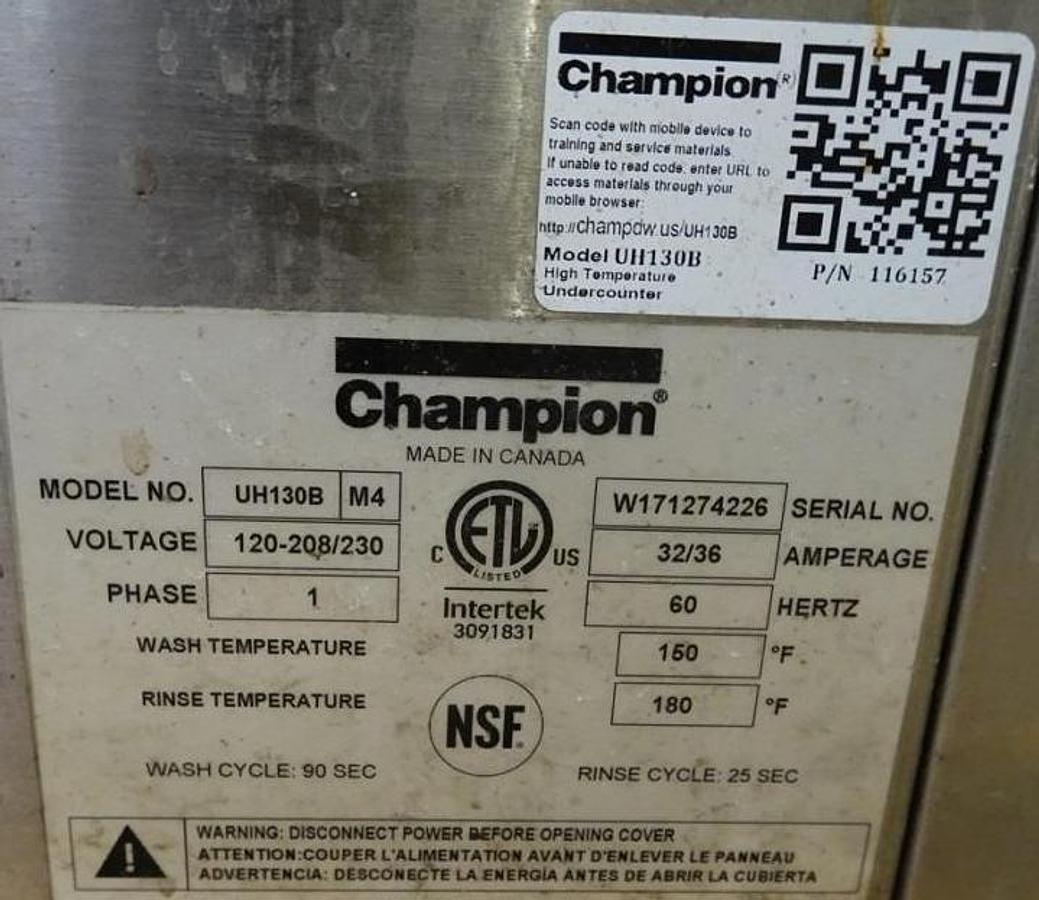 Champion(R)
Scan code with mobile device to
training and service materials
If unable to read code, enter URL to
access materials through your
mobile browser:
http://champdw.us/UH130B
Model UH130B
High Temperature
Undercounter
P/N 116157
Champion®
MADE IN CANADA
MODEL NO. UH130B M4
W171274226 SERIAL NO.
VOLTAGE 120-208/230
32/36 AMPERAGE
PHASE 1
60 HERTZ
C ETL US
LISTED
Intertek
3091831
WASH TEMPERATURE 150 °F
RINSE TEMPERATURE 180 °F
NSF.
WASH CYCLE: 90 SEC
RINSE CYCLE: 25 SEC
WARNING: DISCONNECT POWER BEFORE OPENING COVER
ATTENTION:COUPER L'ALIMENTATION AVANT D'ENLEVER LE PANNEAU
ADVERTENCIA: DESCONECTE LA ENERGÍA ANTES DE ABRIR LA CUBIERTA